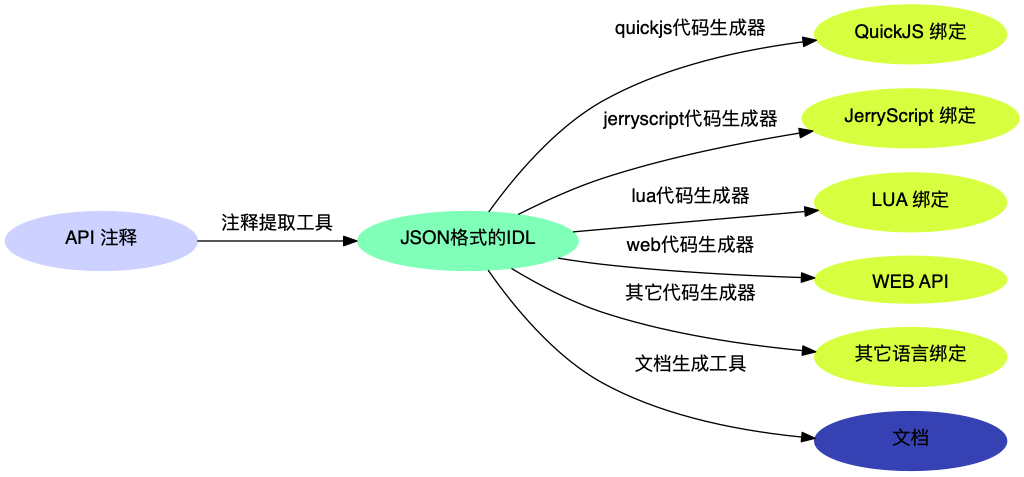 quickjs代码生成器
QuickJS 绑定
jerryscript代码生成器
JerryScript 绑定
lua代码生成器
LUA 绑定
API 注释
注释提取工具
JSON格式的IDL
web代码生成器
WEB API
其它代码生成器
其它语言绑定
文档生成工具
文档